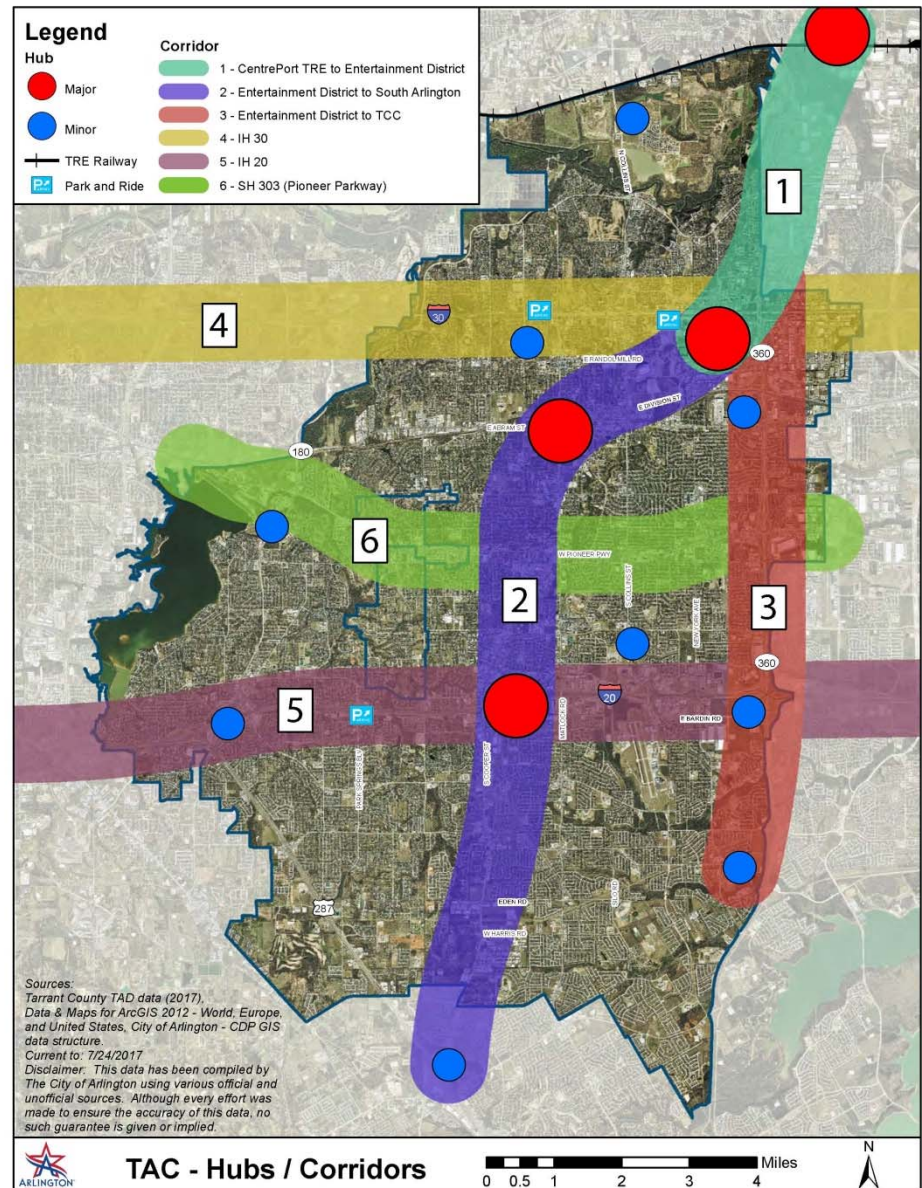 Legend
Hub
Major
Minor
TRE Railway
Park and Ride
Corridor
1 - CentrePort TRE to Entertainment District
2 - Entertainment District to South Arlington
3 - Entertainment District to TCC
4 - IH 30
5 - IH 20
6 - SH 303 (Pioneer Parkway)
N COLLINS ST
1
4
30
E RANDOL MILL RD
360
E DIVISION ST
E ABRAM ST
180
6
W PIONEER PKWY
2
S COLLINS ST
NEW YORK AVE
3
360
5
20
E BARDIN RD
MATLOCK RD
S COOPER ST
PARK SPRINGS BLV
287
EDEN RD
SILO RD
W HARRIS RD
Sources:
Tarrant County TAD data (2017),
Data & Maps for ArcGIS 2012 - World, Europe,
and United States, City of Arlington - CDP GIS
data structure.
Current to: 7/24/2017
Disclaimer: This data has been compiled by
The City of Arlington using various official and
unofficial sources. Although every effort was
made to ensure the accuracy of this data, no
such guarantee is given or implied.
ARLINGTON
TAC - Hubs / Corridors
Miles
0 0.5 1 2 3 4
N